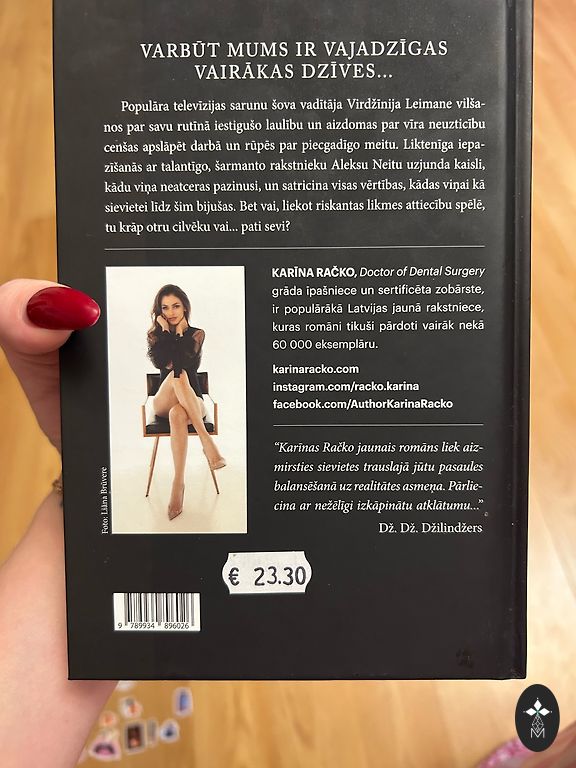 VARBŪT MUMS IR VAJADZĪGAS
VAIRĀKAS DZĪVES...
Populāra televīzijas sarunu šova vadītāja Virdžīnija Leimane vilša-
nos par savu rutīnā iestigušo laulību un aizdomas par vīra neuzticību
cenšas apslāpēt darbā un rūpēs par piecgadīgo meitu. Liktenīga iepa-
zīšanās ar talantīgo, šarmanto rakstnieku Aleksu Neitu uzjunda kaisli,
kādu viņa neatceras pazinusi, un satricina visas vērtības, kādas viņai kā
sievietei līdz šim bijušas. Bet vai, liekot riskantas likmes attiecību spēlē,
tu krāp otru cilvēku vai... pati sevi?
KARĪNA RAČKO, Doctor of Dental Surgery
grāda īpašniece un sertificēta zobārste,
ir populārākā Latvijas jaunā rakstniece,
kuras romāni tikuši pārdoti vairāk nekā
60 000 eksemplāru.
karinaracko.com
instagram.com/racko.karina
facebook.com/AuthorKarinaRacko
"Karīnas Račko jaunais romāns liek aiz-
mirsties sievietes trauslajā jūtu pasaules
balansēšanā uz realitātes asmeņa. Pārlie-
cina ar nežēlīgi izkāpinātu atklātumu..."
Dž. Dž. Džilindžers
Foto: Liāna Brūvere
€ 23.30
9 789934 896026
M